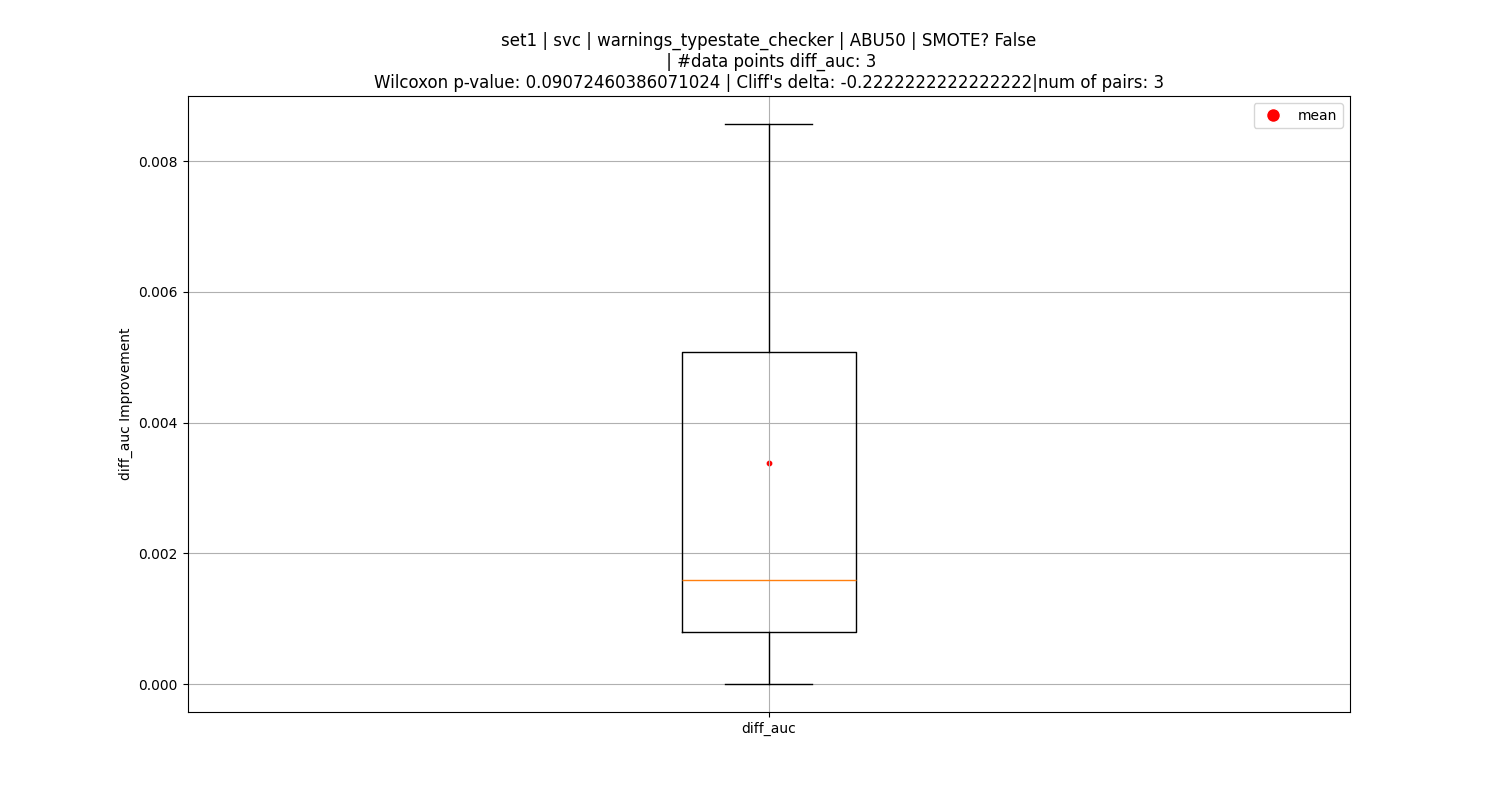 set1 | svc | warnings_typestate_checker | ABU50 | SMOTE? False
| #data points diff_auc: 3
Wilcoxon p-value: 0.09072460386071024 | Cliff's delta: -0.2222222222222222|num of pairs: 3
mean
0.008
0.006
0.004
0.002
0.000
diff_auc Improvement
diff_auc